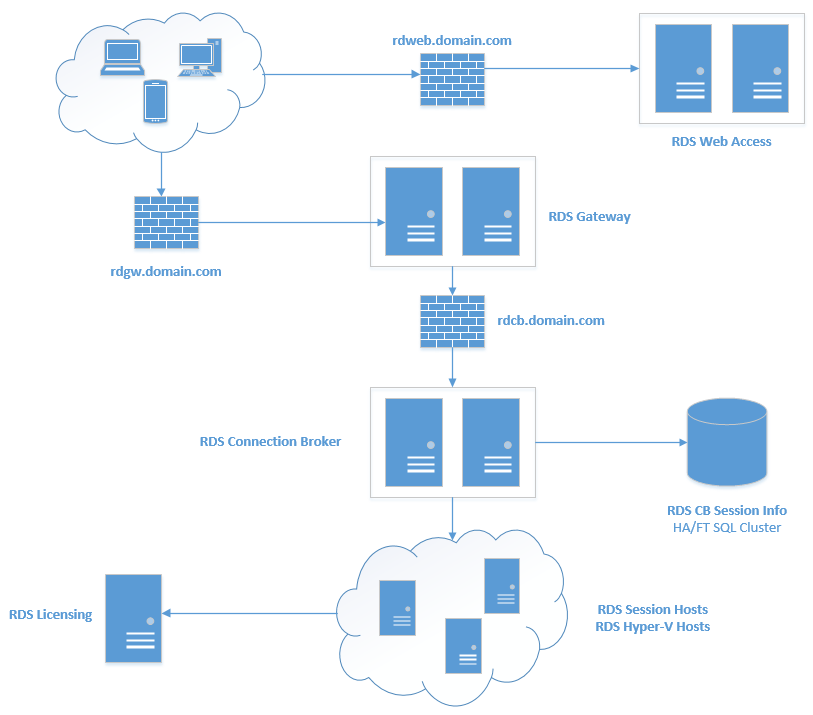 rdweb.domain.com
RDS Web Access
RDS Gateway
rdgw.domain.com
rdcb.domain.com
RDS Connection Broker
RDS CB Session Info
HA/FT SQL Cluster
RDS Licensing
RDS Session Hosts
RDS Hyper-V Hosts